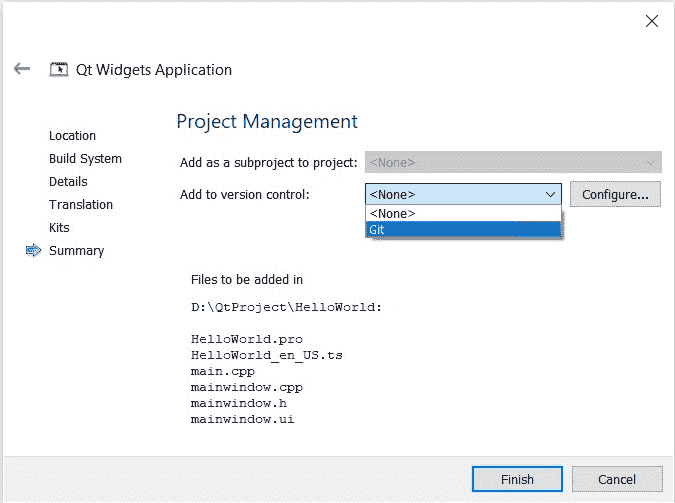 Qt Widgets Application
Project Management
Location
Build System
Details
Translation
Kits
Summary
Add as a subproject to project: <None>
Add to version control: <None> Configure...
<None>
Git
Files to be added in
D:\QtProject\HelloWorld:
HelloWorld.pro
HelloWorld_en_US.ts
main.cpp
mainwindow.cpp
mainwindow.h
mainwindow.ui
Finish Cancel